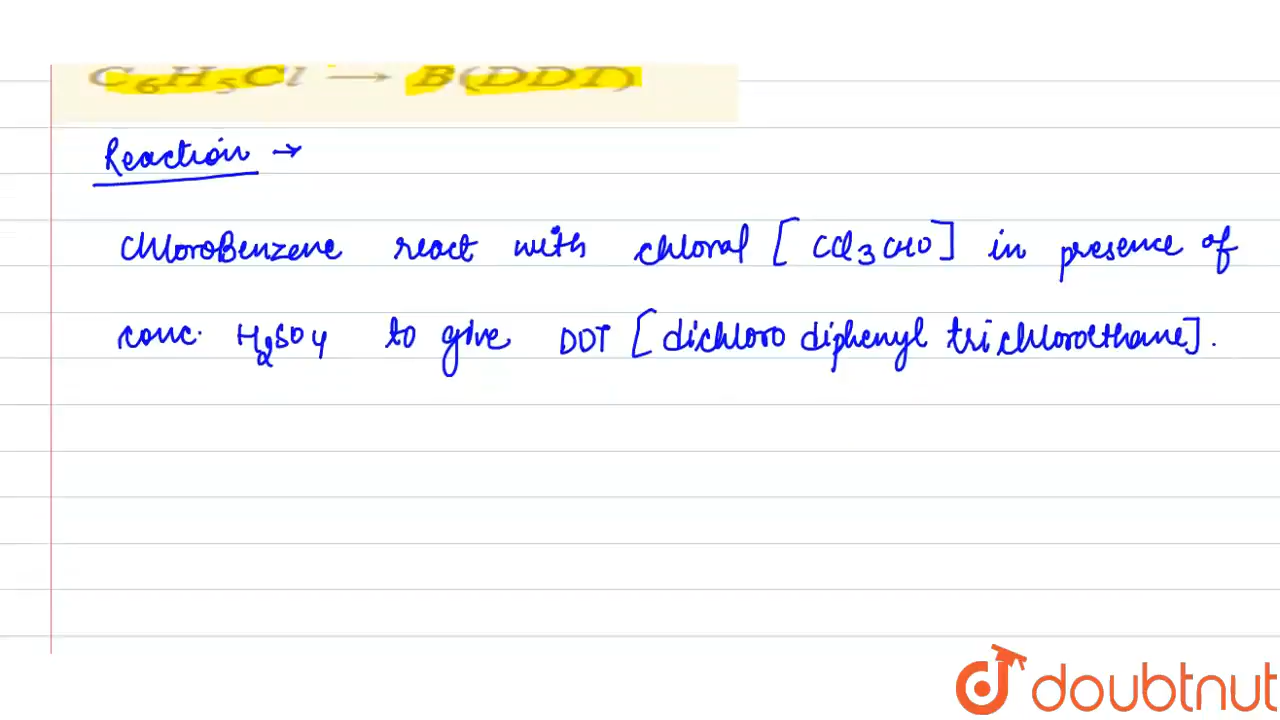 C₆H₅Cl → B(DDT)
Reaction →
ChloroBenzene react with chloral [CCl₃CHO] in presence of
conc. H₂SO₄ to give DDT [dichloro diphenyl trichloroethane].
doubtnut